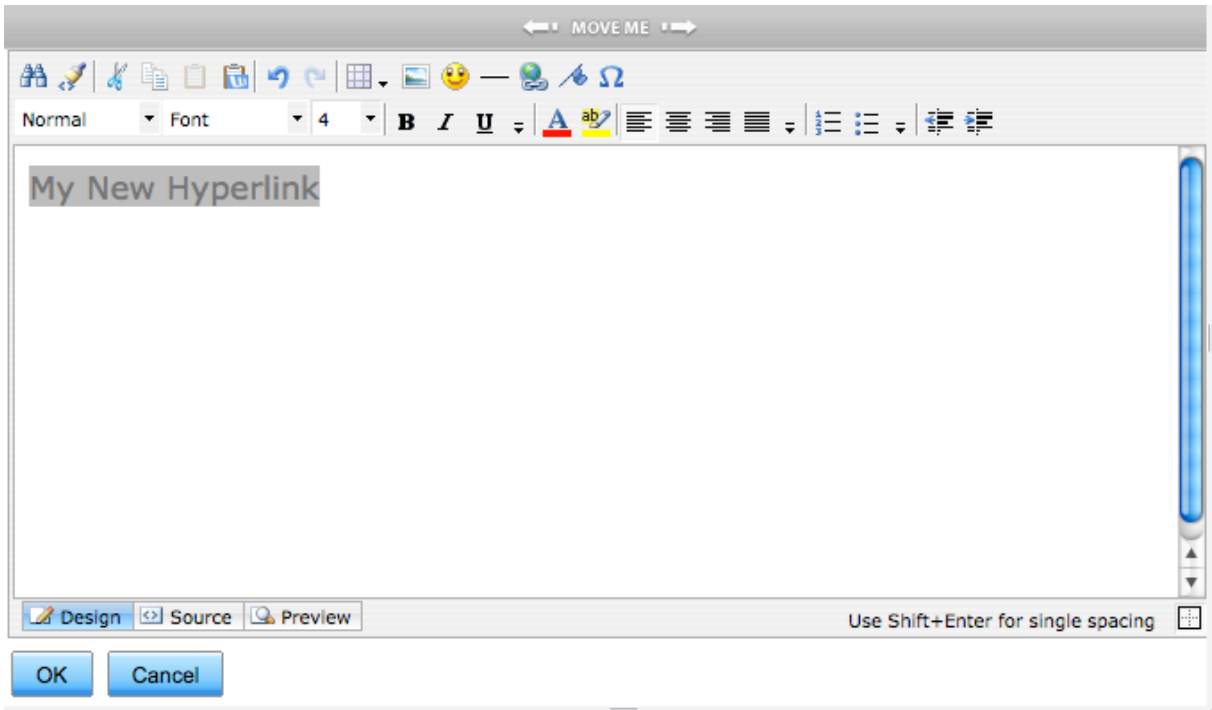 MOVE ME
Ω
Normal Font 4 B I U A ab
My New Hyperlink
Design Source Preview Use Shift+Enter for single spacing
OK Cancel